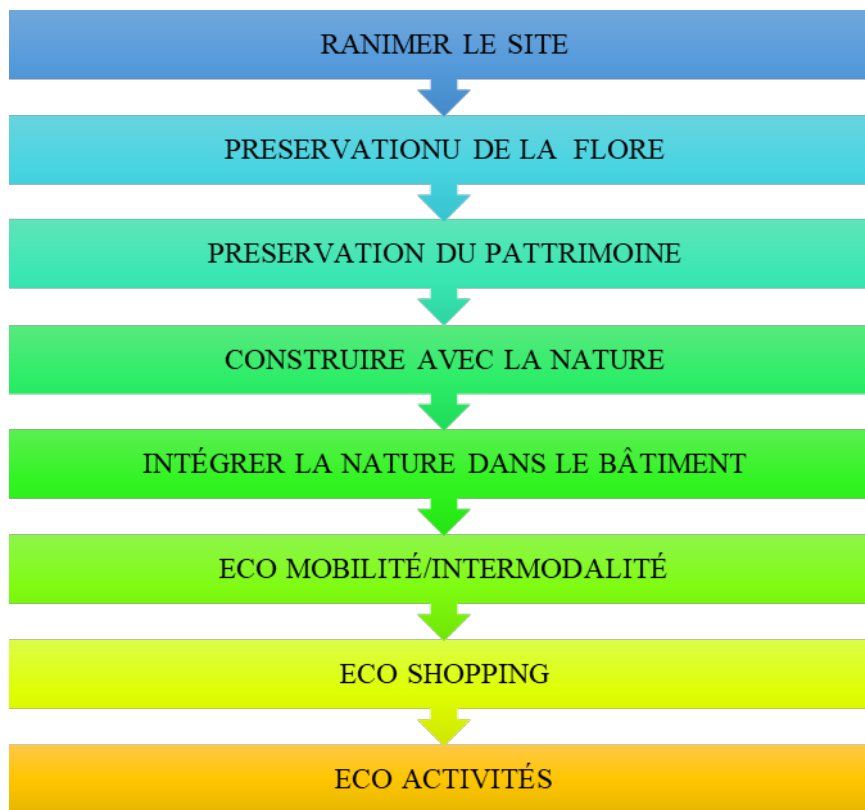 RANIMER LE SITE
PRESERVATIONU DE LA FLORE
PRESERVATION DU PATTRIMOINE
CONSTRUIRE AVEC LA NATURE
INTÉGRER LA NATURE DANS LE BÂTIMENT
ECO MOBILITÉ/INTERMODALITÉ
ECO SHOPPING
ECO ACTIVITÉS